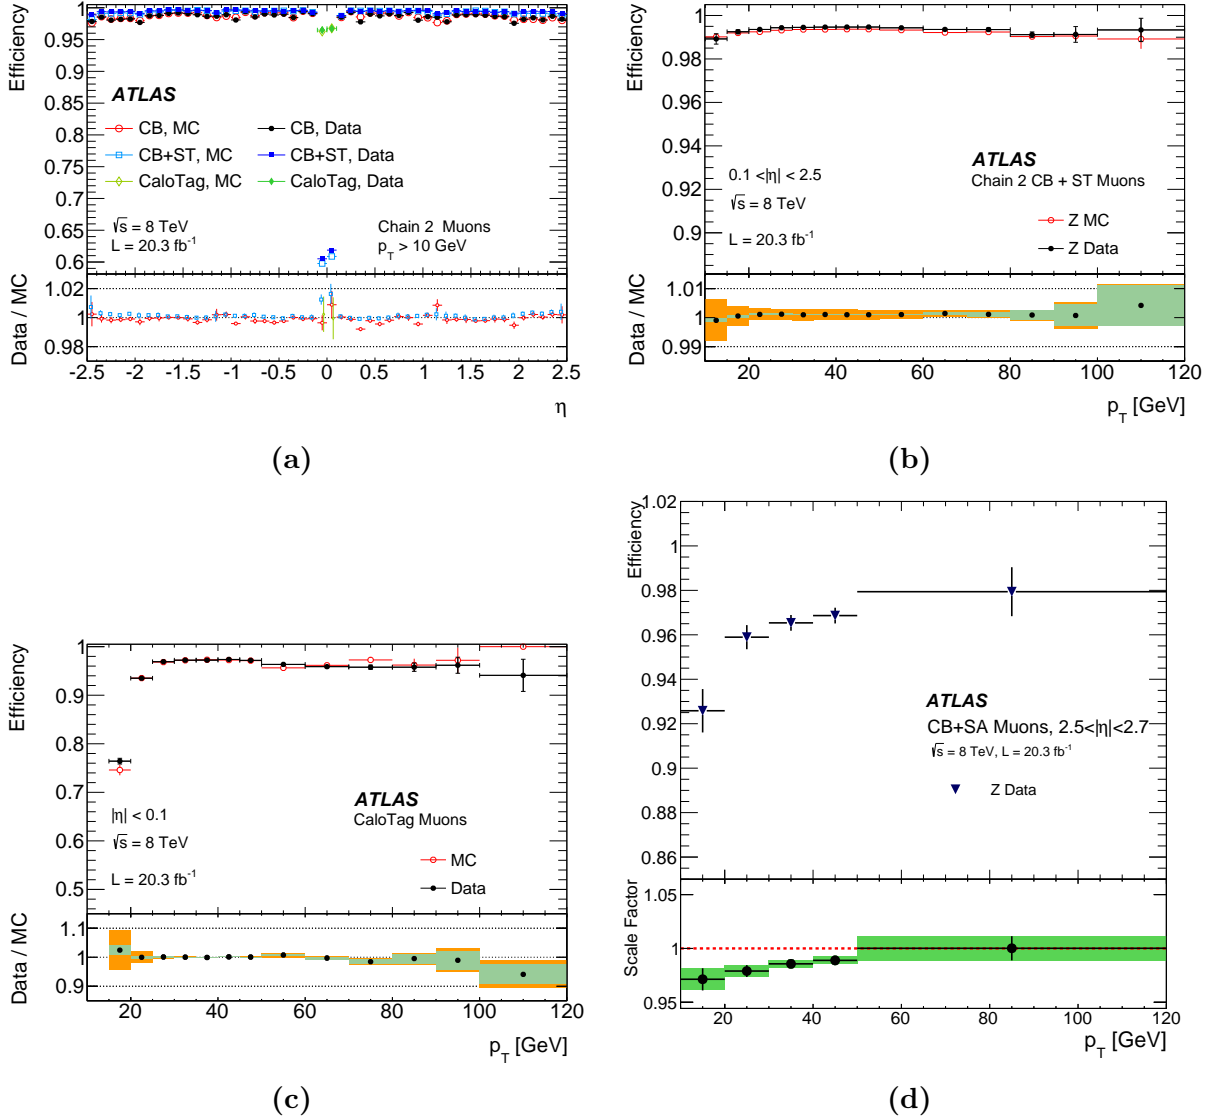 Efficiency
1
0.95
0.9
0.85
0.8
0.75
0.7
0.65
0.6
ATLAS
CB, MC
CB, Data
CB+ST, MC
CB+ST, Data
CaloTag, MC
CaloTag, Data
√s = 8 TeV
L = 20.3 fb⁻¹
Chain 2 Muons
p_T > 10 GeV
Data / MC
1.02
1
0.98
-2.5 -2 -1.5 -1 -0.5 0 0.5 1 1.5 2 2.5
η
(a)
Efficiency
1
0.98
0.96
0.94
0.92
0.9
0.1 <|η| < 2.5
√s = 8 TeV
L = 20.3 fb⁻¹
ATLAS
Chain 2 CB + ST Muons
Z MC
Z Data
Data / MC
1.01
1
0.99
20 40 60 80 100 120
p_T [GeV]
(b)
Efficiency
1
0.9
0.8
0.7
0.6
0.5
|η| < 0.1
√s = 8 TeV
L = 20.3 fb⁻¹
ATLAS
CaloTag Muons
MC
Data
Data / MC
1.1
1
0.9
20 40 60 80 100 120
p_T [GeV]
(c)
Efficiency
1.02
1
0.98
0.96
0.94
0.92
0.9
0.88
0.86
ATLAS
CB+SA Muons, 2.5<|η|<2.7
√s = 8 TeV, L = 20.3 fb⁻¹
Z Data
Scale Factor
1.05
1
0.95
20 40 60 80 100 120
p_T [GeV]
(d)